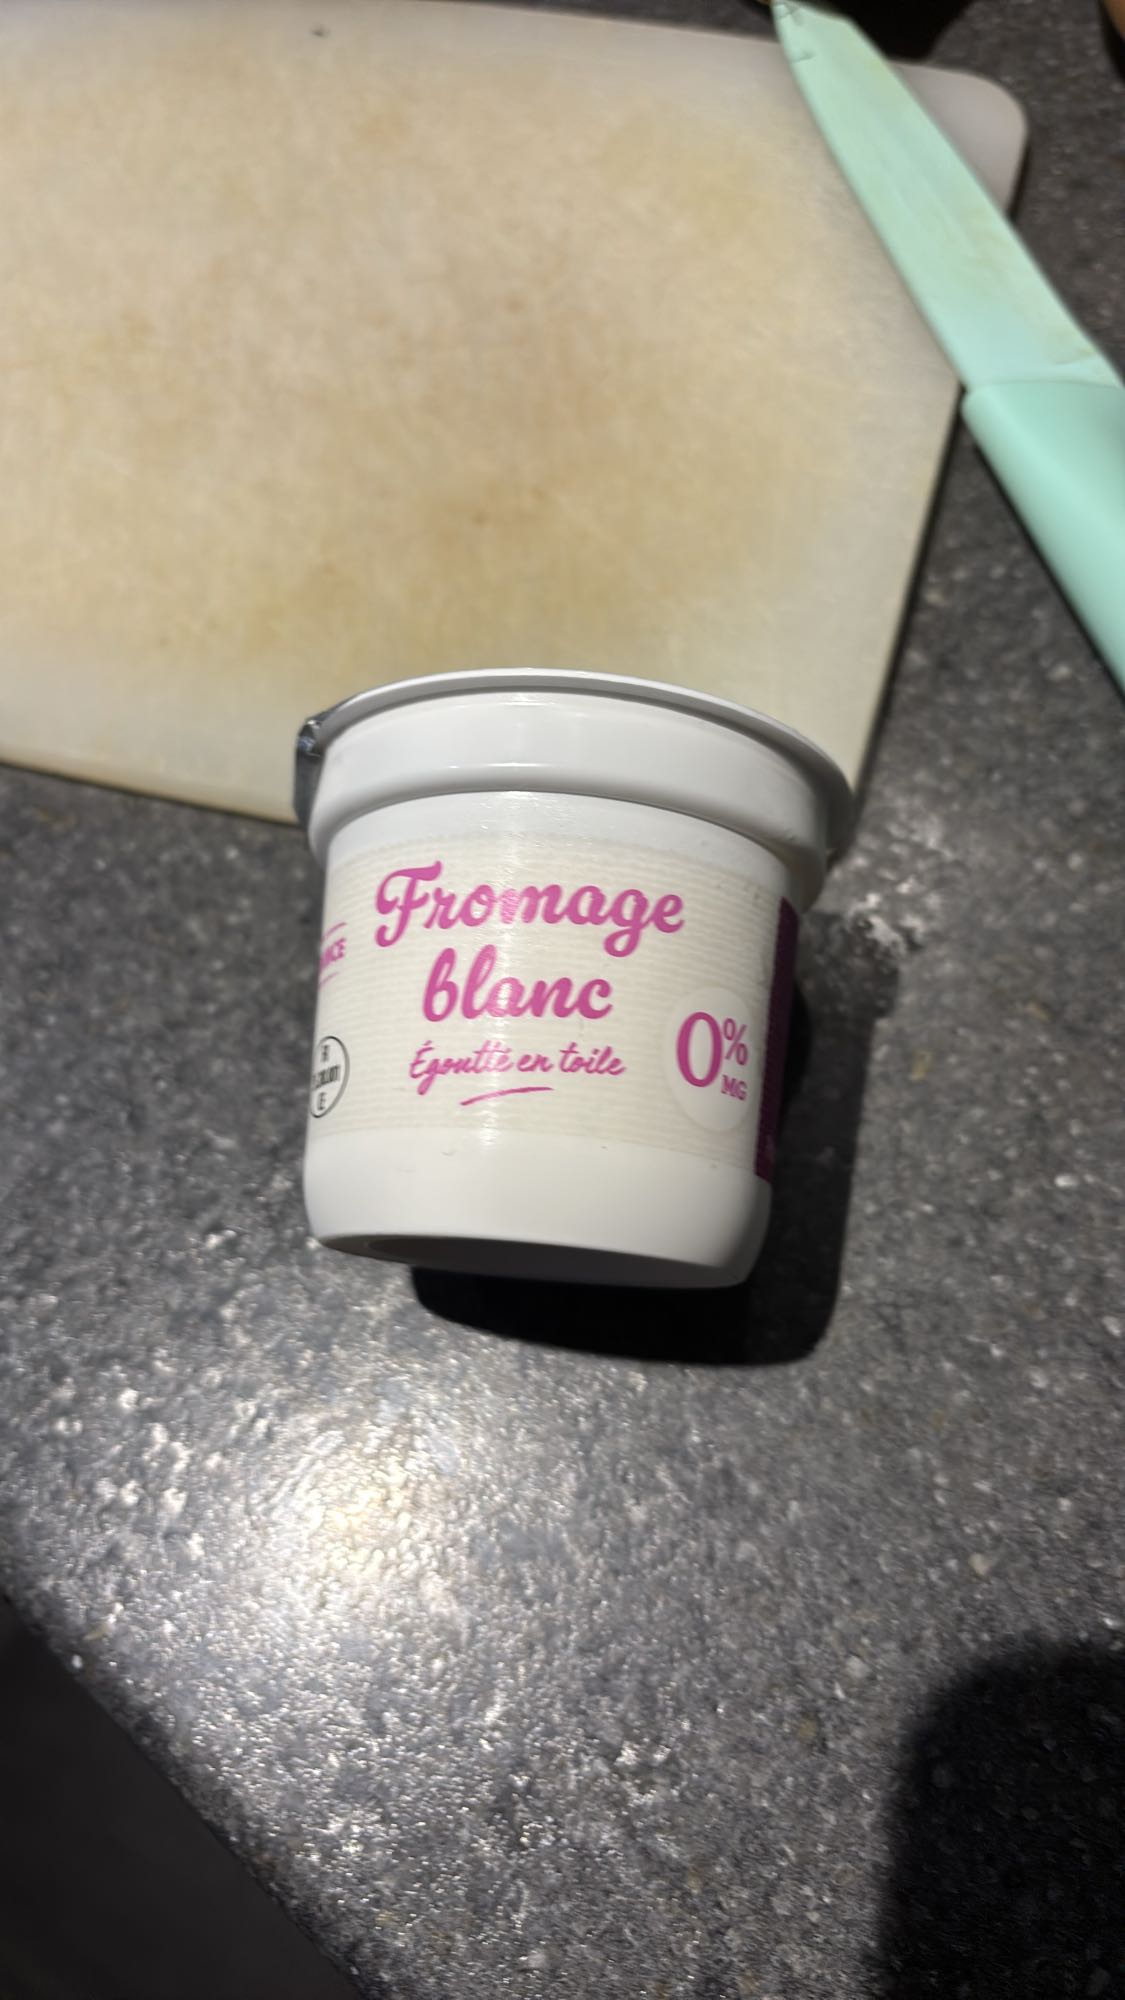 Fromage
blanc
Égoutté en toile
0%
MG